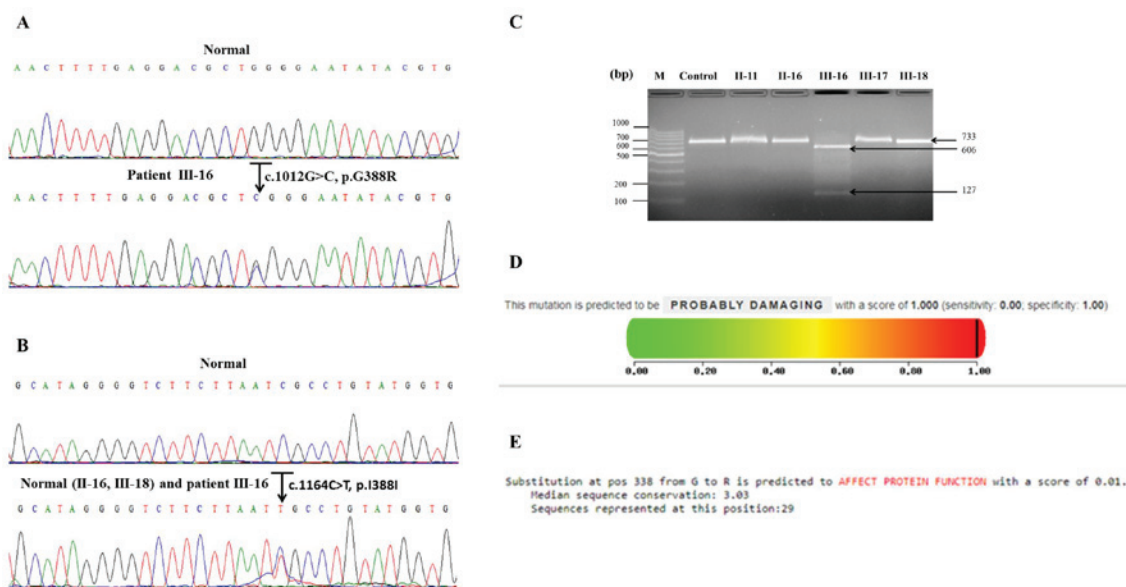 A
Normal
A A C T T T T G A G G A C G C T G G G G A A T A T A C G T G
Patient III-16
c.1012G>C, p.G388R
A A C T T T T G A G G A C G C T C G G G A A T A T A C G T G
B
Normal
G C A T A G G G G T C T T C T T A A T C G C C T G T A T G G T G
Normal (II-16, III-18) and patient III-16
c.1164C>T, p.I388I
G C A T A G G G G T C T T C T T A A T T G C C T G T A T G G T G
C
(bp) M Control II-11 II-16 III-16 III-17 III-18
1000
700
600
500
200
100
733
606
127
D
This mutation is predicted to be PROBABLY DAMAGING with a score of 1.000 (sensitivity: 0.00; specificity: 1.00)
0.00 0.20 0.40 0.60 0.80 1.00
E
Substitution at pos 338 from G to R is predicted to AFFECT PROTEIN FUNCTION with a score of 0.01.
Median sequence conservation: 3.03
Sequences represented at this position:29